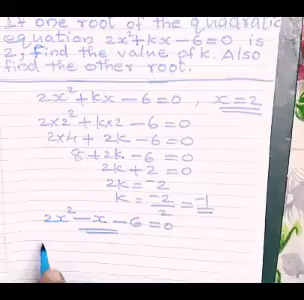 If one root of the quadratic
equation 2x²+kx-6=0 is
2, find the value of k. Also
find the other root.
2x²+kx-6=0, x=2
2x2²+kx2-6=0
2x4+2k-6=0
8+2k-6=0
2k+2=0
2k=-2
k=-2/2=-1
2x²-x-6=0